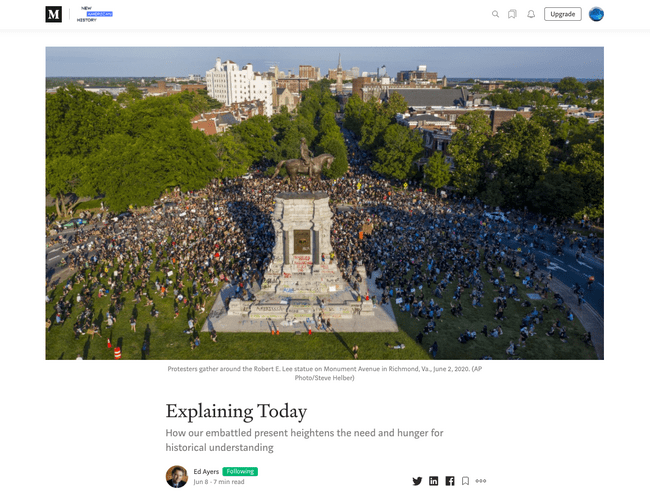 M
NEW
AMERICAN
HISTORY
Upgrade
Protesters gather around the Robert E. Lee statue on Monument Avenue in Richmond, Va., June 2, 2020. (AP
Photo/Steve Helber)
Explaining Today
How our embattled present heightens the need and hunger for
historical understanding
Ed Ayers Following
Jun 8 · 7 min read